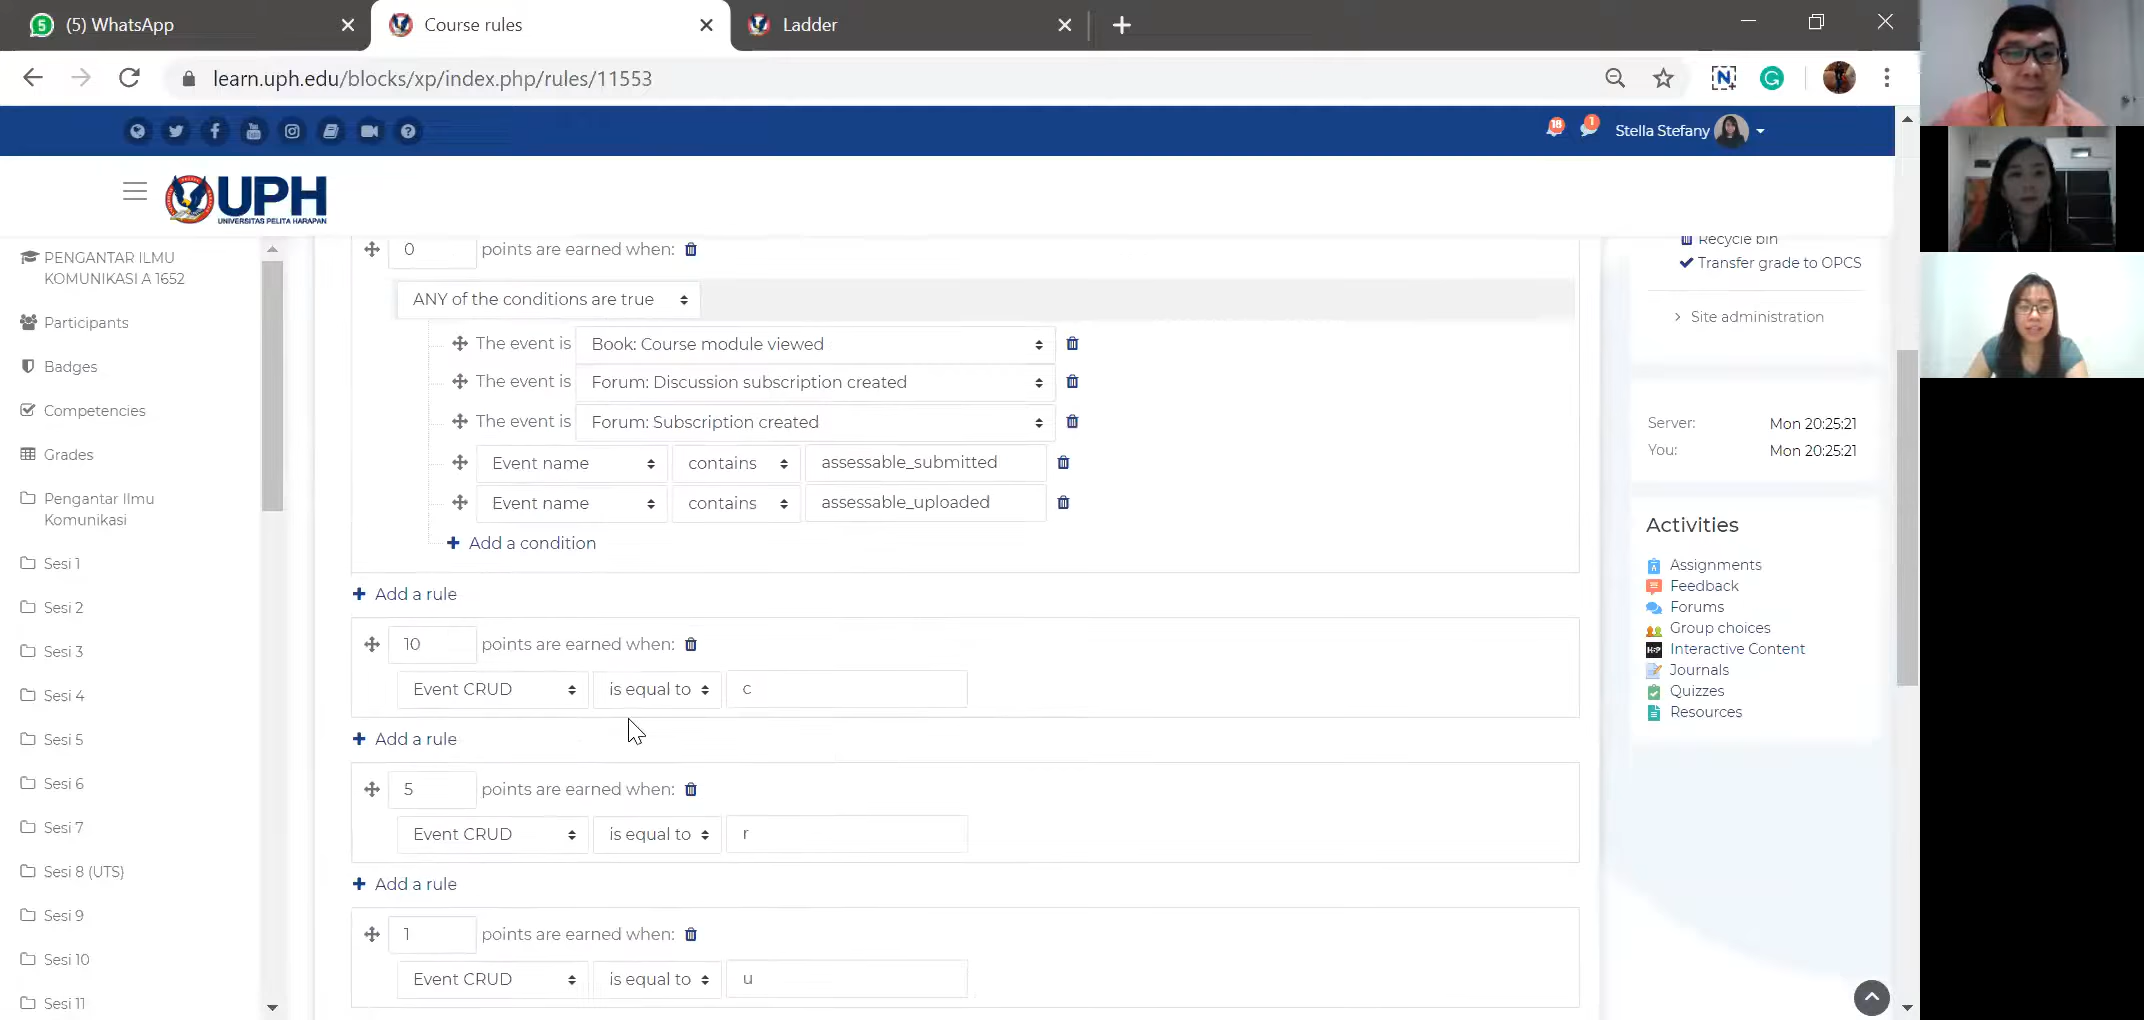 (5) WhatsApp
Course rules
Ladder
learn.uph.edu/blocks/xp/index.php/rules/11553
18
1
Stella Stefany
UPH
UNIVERSITAS PELITA HARAPAN
PENGANTAR ILMU
KOMUNIKASI A 1652
Participants
Badges
Competencies
Grades
Pengantar Ilmu
Komunikasi
Sesi 1
Sesi 2
Sesi 3
Sesi 4
Sesi 5
Sesi 6
Sesi 7
Sesi 8 (UTS)
Sesi 9
Sesi 10
Sesi 11
0 points are earned when:
ANY of the conditions are true
The event is Book: Course module viewed
The event is Forum: Discussion subscription created
The event is Forum: Subscription created
Event name contains assessable_submitted
Event name contains assessable_uploaded
+ Add a condition
+ Add a rule
10 points are earned when:
Event CRUD is equal to c
+ Add a rule
5 points are earned when:
Event CRUD is equal to r
+ Add a rule
1 points are earned when:
Event CRUD is equal to u
Recycle bin
Transfer grade to OPCS
Site administration
Server: Mon 20:25:21
You: Mon 20:25:21
Activities
Assignments
Feedback
Forums
Group choices
H5P Interactive Content
Journals
Quizzes
Resources